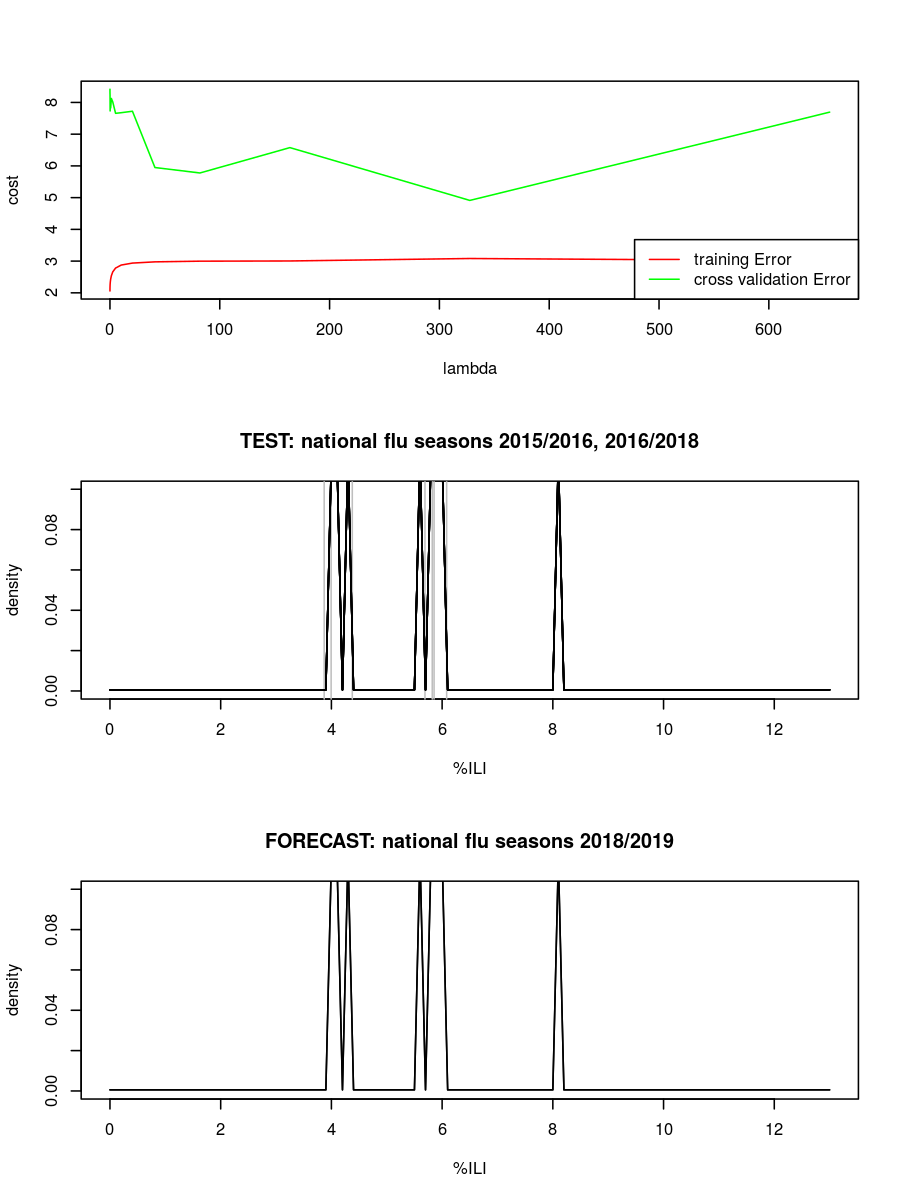 8
7
6
5
4
3
2
cost
training Error
cross validation Error
0 100 200 300 400 500 600
lambda
TEST: national flu seasons 2015/2016, 2016/2018
0.08
0.04
0.00
density
0 2 4 6 8 10 12
%ILI
FORECAST: national flu seasons 2018/2019
0.08
0.04
0.00
density
0 2 4 6 8 10 12
%ILI